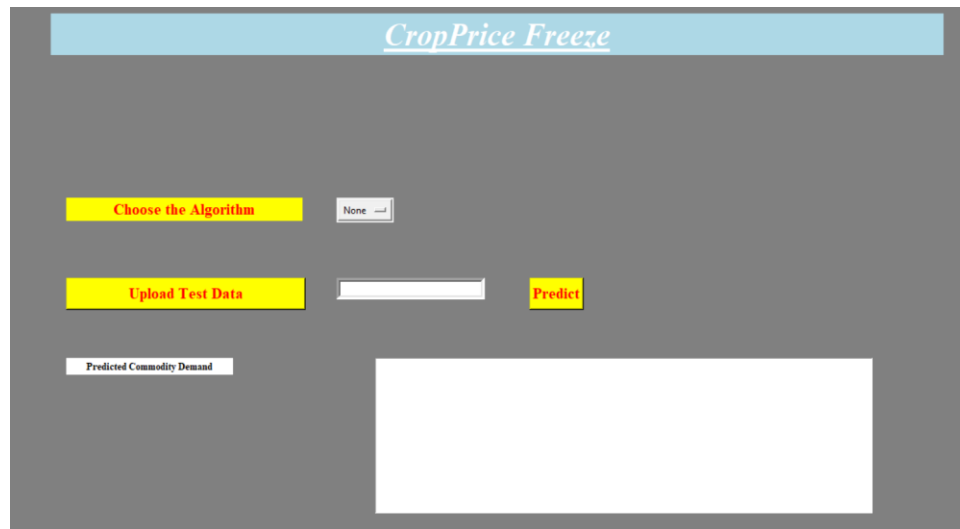 CropPrice Freeze
Choose the Algorithm
None
Upload Test Data
Predict
Predicted Commodity Demand